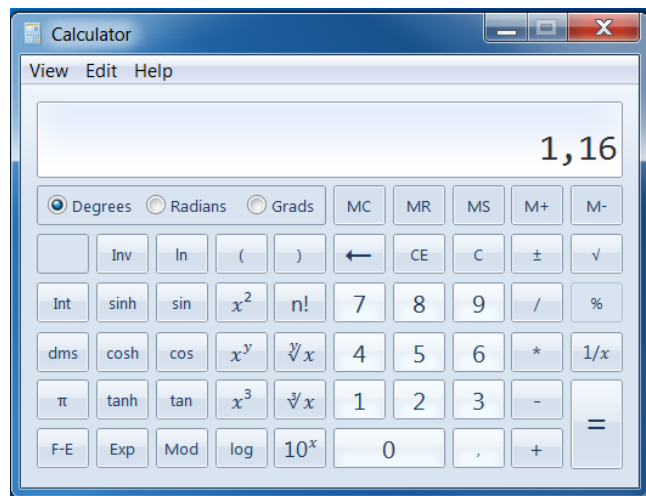 Calculator
View Edit Help
1,16
Degrees Radians Grads MC MR MS M+ M-
Inv ln ( ) ← CE C ± √
Int sinh sin x² n! 7 8 9 / %
dms cosh cos xʸ ʸ√x 4 5 6 * 1/x
π tanh tan x³ ³√x 1 2 3 - =
F-E Exp Mod log 10ˣ 0 , +